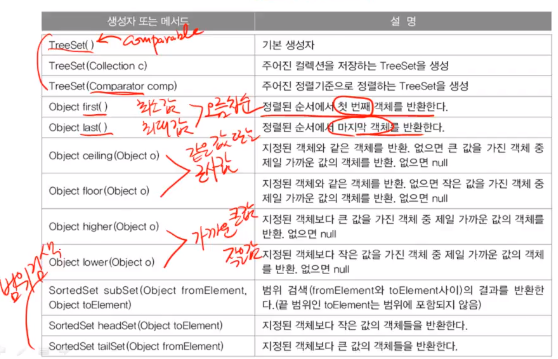 생성자 또는 메서드 설 명
TreeSet( ) Comparable 기본 생성자
TreeSet(Collection c) 주어진 컬렉션을 저장하는 TreeSet을 생성
TreeSet(Comparator comp) 주어진 정렬기준으로 정렬하는 TreeSet을 생성
Object first( ) 최소값 오름차순 정렬된 순서에서 첫 번째 객체를 반환한다.
Object last( ) 최대값 정렬된 순서에서 마지막 객체를 반환한다.
Object ceiling(Object o) 같은값 또는 지정된 객체와 같은 객체를 반환. 없으면 큰 값을 가진 객체 중
제일 가까운 값의 객체를 반환. 없으면 null
근사값
Object floor(Object o) 지정된 객체와 같은 객체를 반환. 없으면 작은 값을 가진 객체 중
제일 가까운 값의 객체를 반환. 없으면 null
Object higher(Object o) 가까운 큰값 지정된 객체보다 큰 값을 가진 객체 중 제일 가까운 값의 객체를
반환. 없으면 null
Object lower(Object o) 작은값 지정된 객체보다 작은 값을 가진 객체 중 제일 가까운 값의 객체
를 반환. 없으면 null
범위검색
SortedSet subSet(Object fromElement, 범위 검색(fromElement와 toElement사이)의 결과를 반환한
Object toElement) 다.(끝 범위인 toElement는 범위에 포함되지 않음)
SortedSet headSet(Object toElement) 지정된 객체보다 작은 값의 객체들을 반환한다.
SortedSet tailSet(Object fromElement) 지정된 객체보다 큰 값의 객체들을 반환한다.